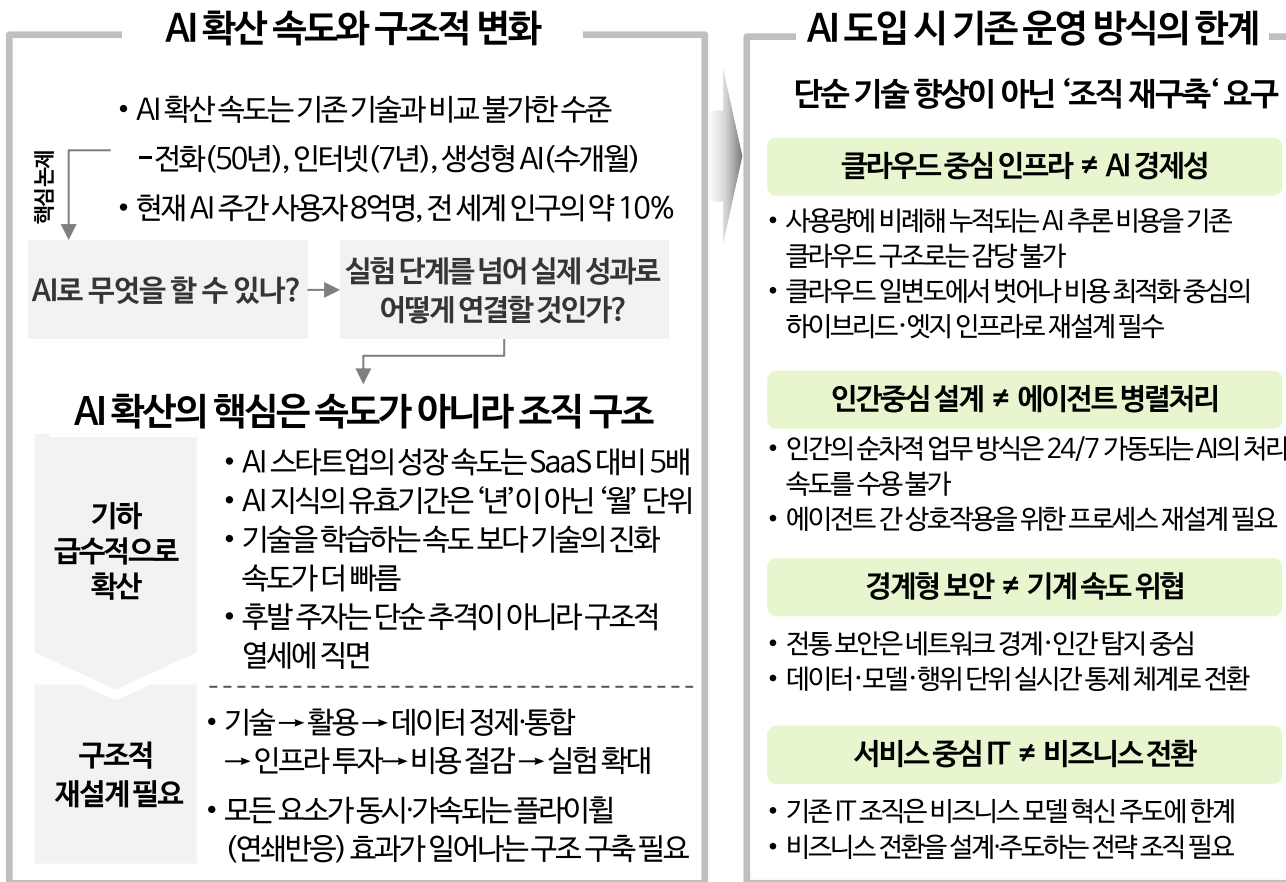 AI 확산 속도와 구조적 변화
• AI 확산 속도는 기존 기술과 비교 불가한 수준
–전화(50년), 인터넷(7년), 생성형 AI(수개월)
• 현재 AI 주간 사용자 8억명, 전 세계 인구의 약 10%
핵심 논제
AI로 무엇을 할 수 있나?
실험 단계를 넘어 실제 성과로
어떻게 연결할 것인가?
AI 확산의 핵심은 속도가 아니라 조직 구조
기하
급수적으로
확산
• AI 스타트업의 성장 속도는 SaaS 대비 5배
• AI 지식의 유효기간은 ‘년’이 아닌 ‘월’ 단위
• 기술을 학습하는 속도 보다 기술의 진화
속도가 더 빠름
• 후발 주자는 단순 추격이 아니라 구조적
열세에 직면
구조적
재설계 필요
• 기술 → 활용 → 데이터 정제·통합
→ 인프라 투자→ 비용 절감 → 실험 확대
• 모든 요소가 동시·가속되는 플라이휠
(연쇄반응) 효과가 일어나는 구조 구축 필요
AI 도입 시 기존 운영 방식의 한계
단순 기술 향상이 아닌 ‘조직 재구축‘ 요구
클라우드 중심 인프라 ≠ AI 경제성
• 사용량에 비례해 누적되는 AI 추론 비용을 기존
클라우드 구조로는 감당 불가
• 클라우드 일변도에서 벗어나 비용 최적화 중심의
하이브리드·엣지 인프라로 재설계 필수
인간중심 설계 ≠ 에이전트 병렬처리
• 인간의 순차적 업무 방식은 24/7 가동되는 AI의 처리
속도를 수용 불가
• 에이전트 간 상호작용을 위한 프로세스 재설계 필요
경계형 보안 ≠ 기계 속도 위협
• 전통 보안은 네트워크 경계·인간 탐지 중심
• 데이터·모델·행위 단위 실시간 통제 체계로 전환
서비스 중심 IT ≠ 비즈니스 전환
• 기존 IT 조직은 비즈니스 모델 혁신 주도에 한계
• 비즈니스 전환을 설계·주도하는 전략 조직 필요